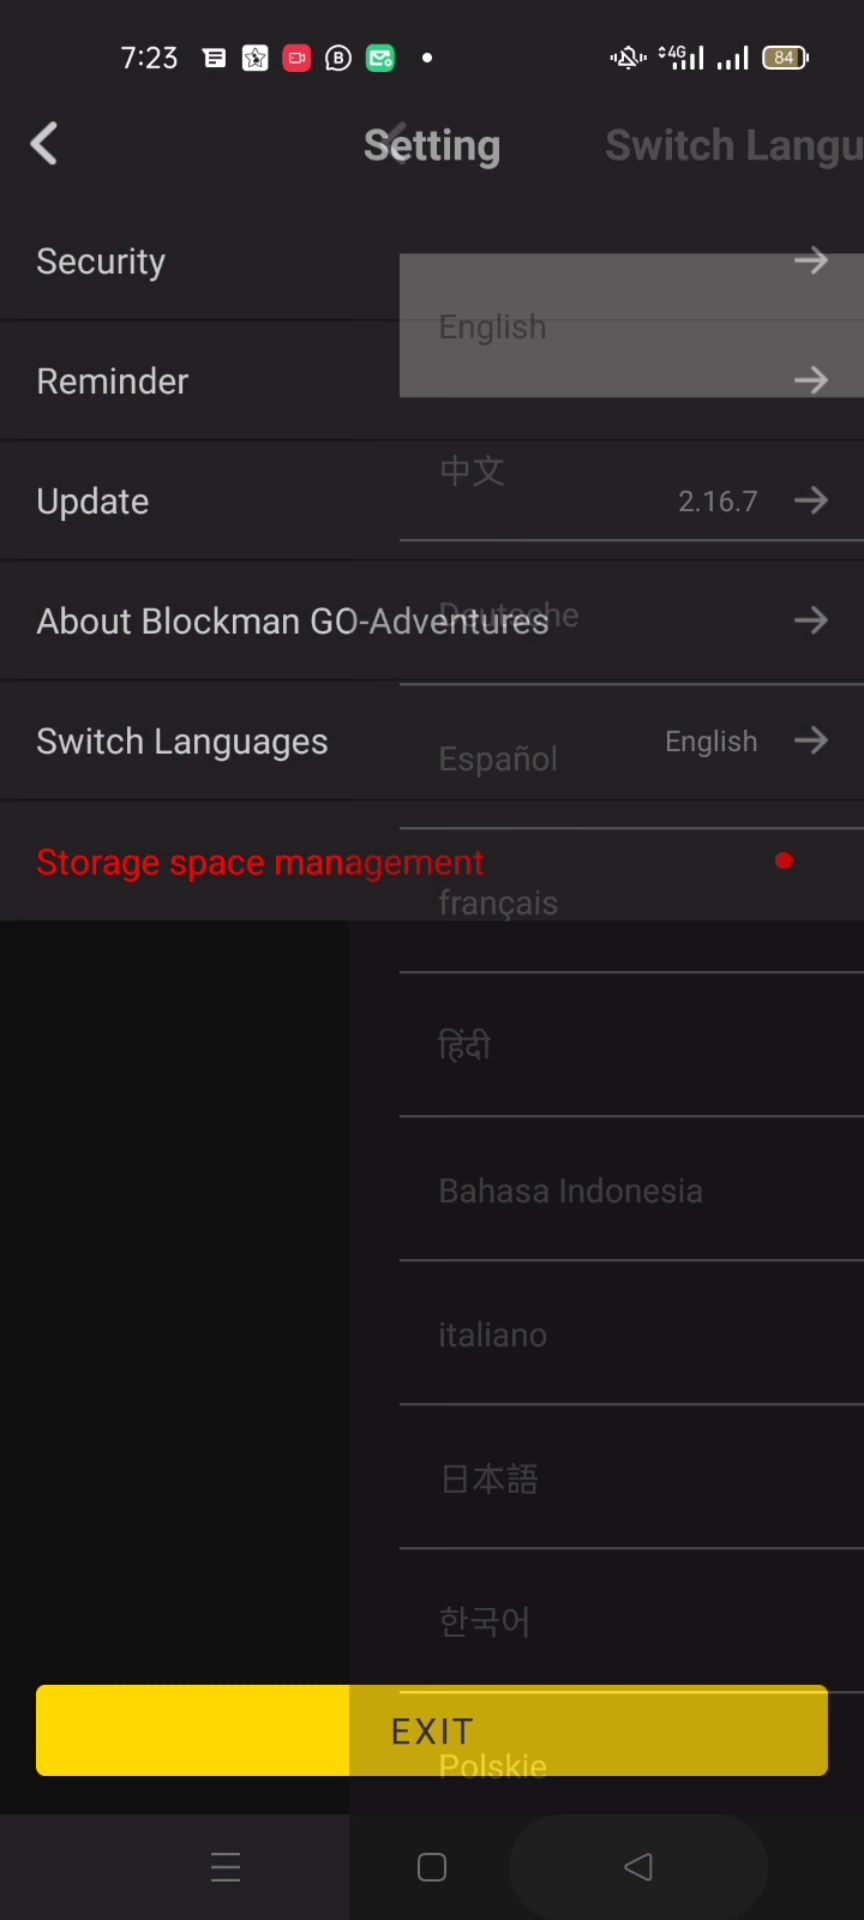 7:23
4G
84
Setting
Switch Langu
Security
English
Reminder
中文
Update
2.16.7
Deutsche
About Blockman GO-Adventures
Switch Languages
English
Español
Storage space management
français
हिंदी
Bahasa Indonesia
italiano
日本語
한국어
EXIT
Polskie